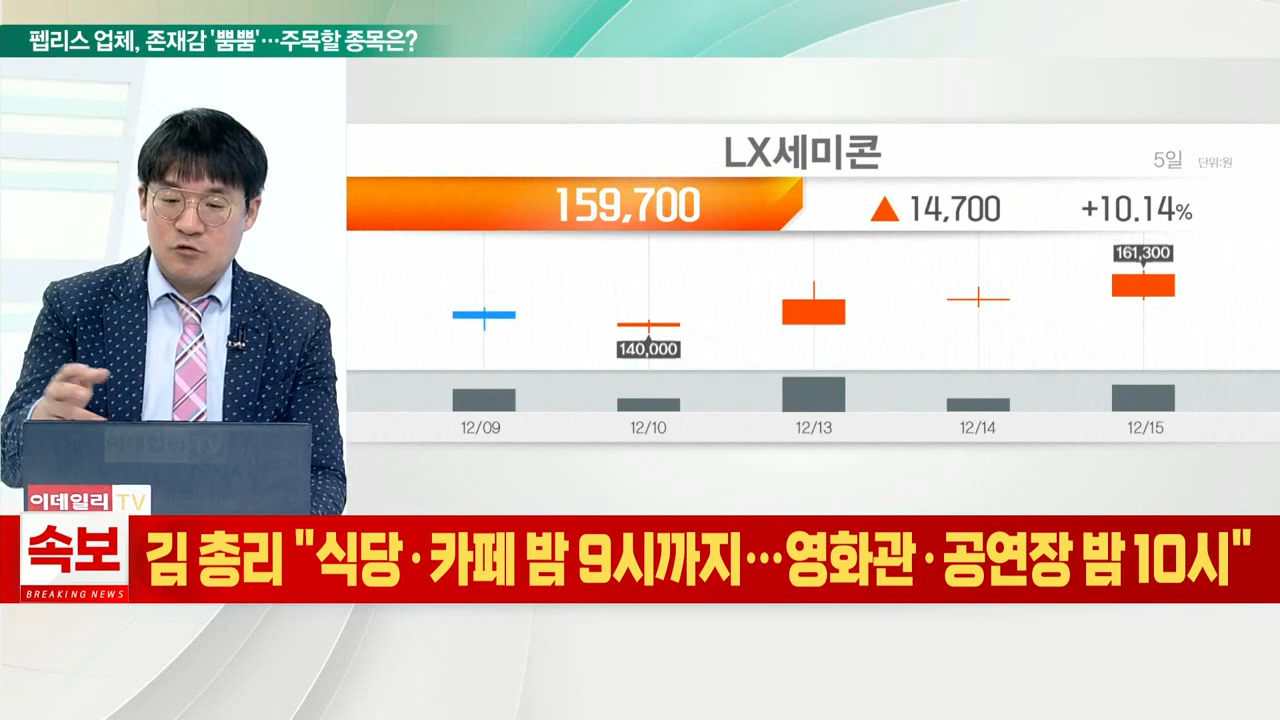 펩리스 업체, 존재감 '뿜뿜'…주목할 종목은?
LX세미콘
5일 단위:원
159,700 ▲ 14,700 +10.14%
161,300
140,000
12/09 12/10 12/13 12/14 12/15
이데일리 TV
속보
BREAKING NEWS
김 총리 "식당·카페 밤 9시까지…영화관·공연장 밤 10시"